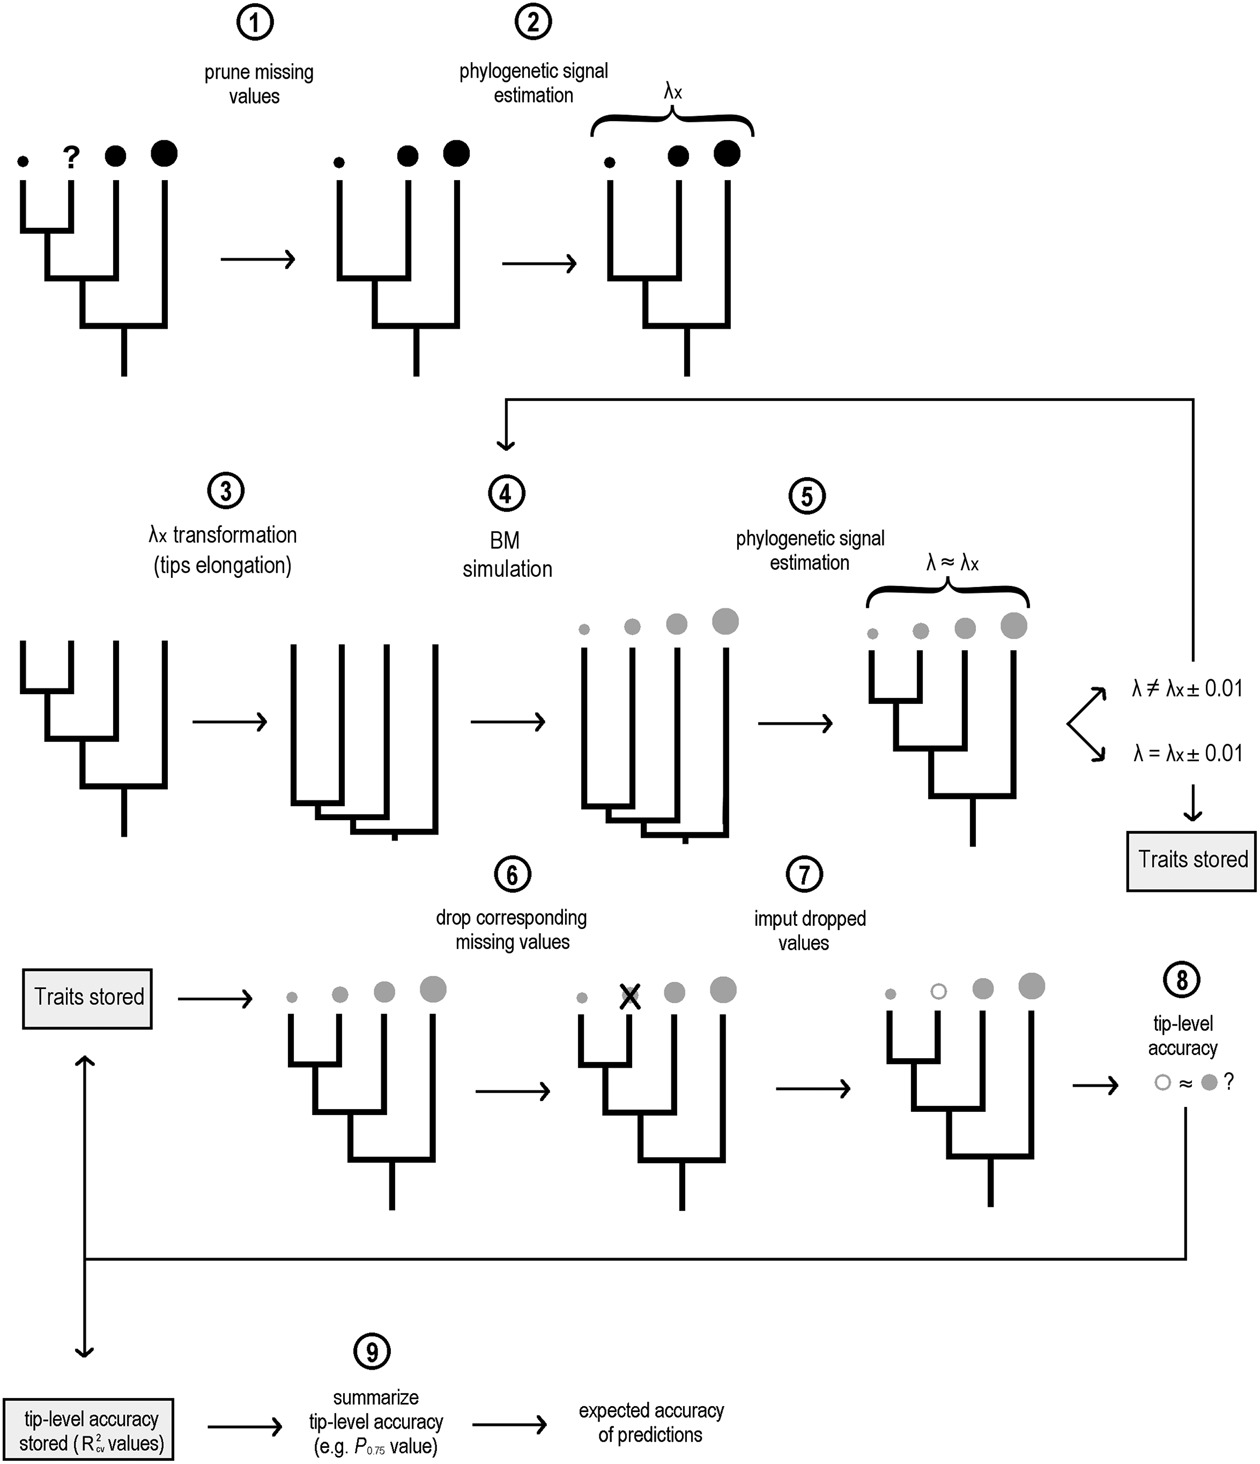 1
prune missing
values
2
phylogenetic signal
estimation
λx
?
3
λx transformation
(tips elongation)
4
BM
simulation
5
phylogenetic signal
estimation
λ ≈ λx
λ ≠ λx ± 0.01
λ = λx ± 0.01
Traits stored
6
drop corresponding
missing values
7
imput dropped
values
8
tip-level
accuracy
≈ ?
Traits stored
X
9
summarize
tip-level accuracy
(e.g. P0.75 value)
tip-level accuracy
stored (R²cv values)
expected accuracy
of predictions